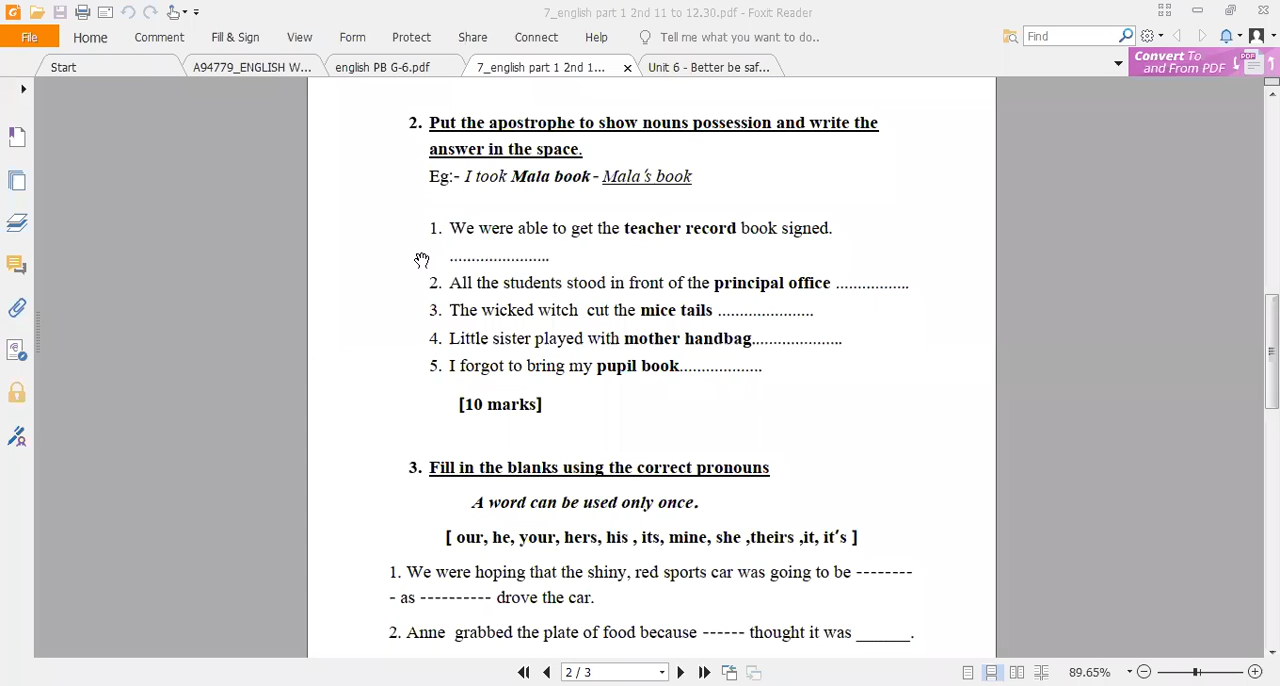 7_english part 1 2nd 11 to 12.30.pdf - Foxit Reader
File Home Comment Fill & Sign View Form Protect Share Connect Help Tell me what you want to do.. Find
Start A94779_ENGLISH W... english PB G-6.pdf 7_english part 1 2nd 1... Unit 6 - Better be saf...
Convert To
and From PDF
2. Put the apostrophe to show nouns possession and write the
answer in the space.
Eg:- I took Mala book - Mala's book
1. We were able to get the teacher record book signed.
.......................
2. All the students stood in front of the principal office .................
3. The wicked witch cut the mice tails ......................
4. Little sister played with mother handbag.....................
5. I forgot to bring my pupil book...................
[10 marks]
3. Fill in the blanks using the correct pronouns
A word can be used only once.
[ our, he, your, hers, his , its, mine, she ,theirs ,it, it's ]
1. We were hoping that the shiny, red sports car was going to be --------
- as ---------- drove the car.
2. Anne grabbed the plate of food because ------ thought it was ______.
2 / 3 89.65%